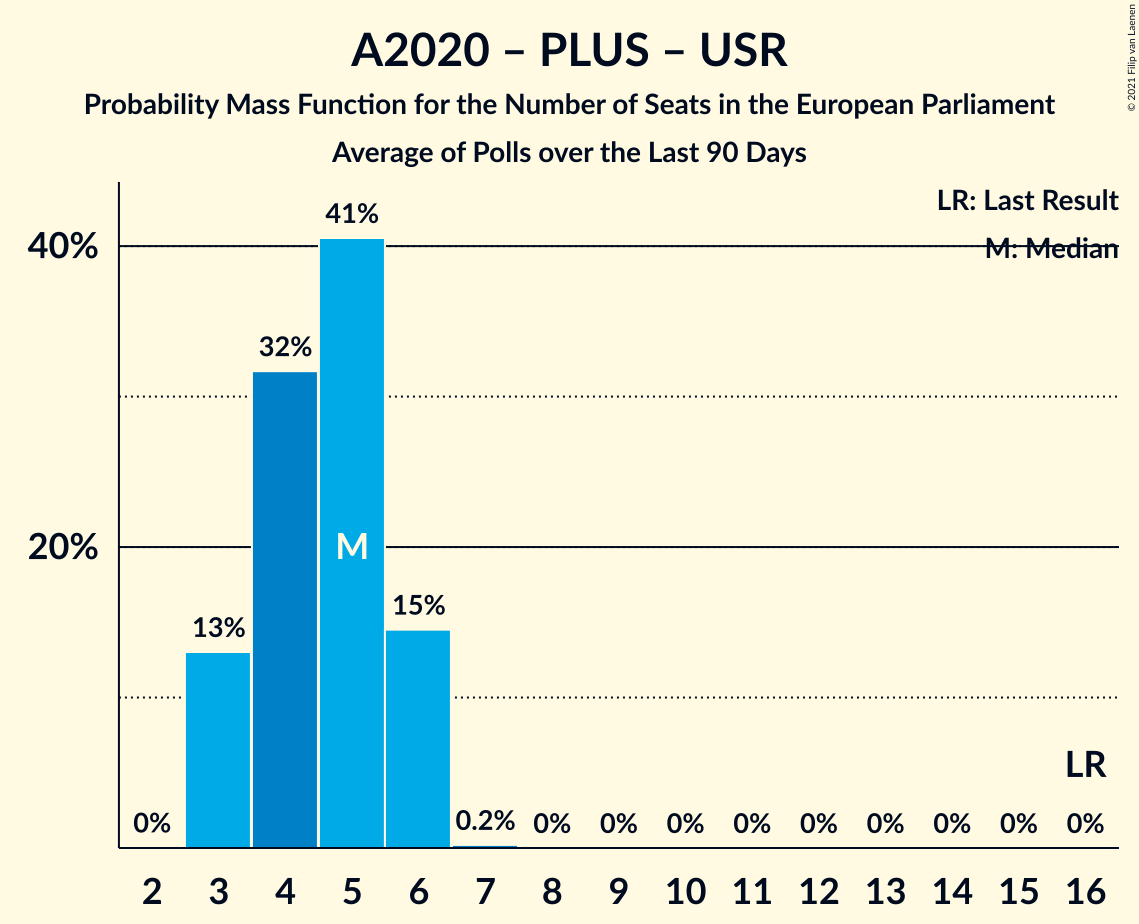 A2020 – PLUS – USR
Probability Mass Function for the Number of Seats in the European Parliament
Average of Polls over the Last 90 Days
© 2021 Filip van Laenen
LR: Last Result
M: Median
40%
20%
0%
13%
32%
41%
M
15%
0.2%
0%
0%
0%
0%
0%
0%
0%
0%
LR
0%
2 3 4 5 6 7 8 9 10 11 12 13 14 15 16